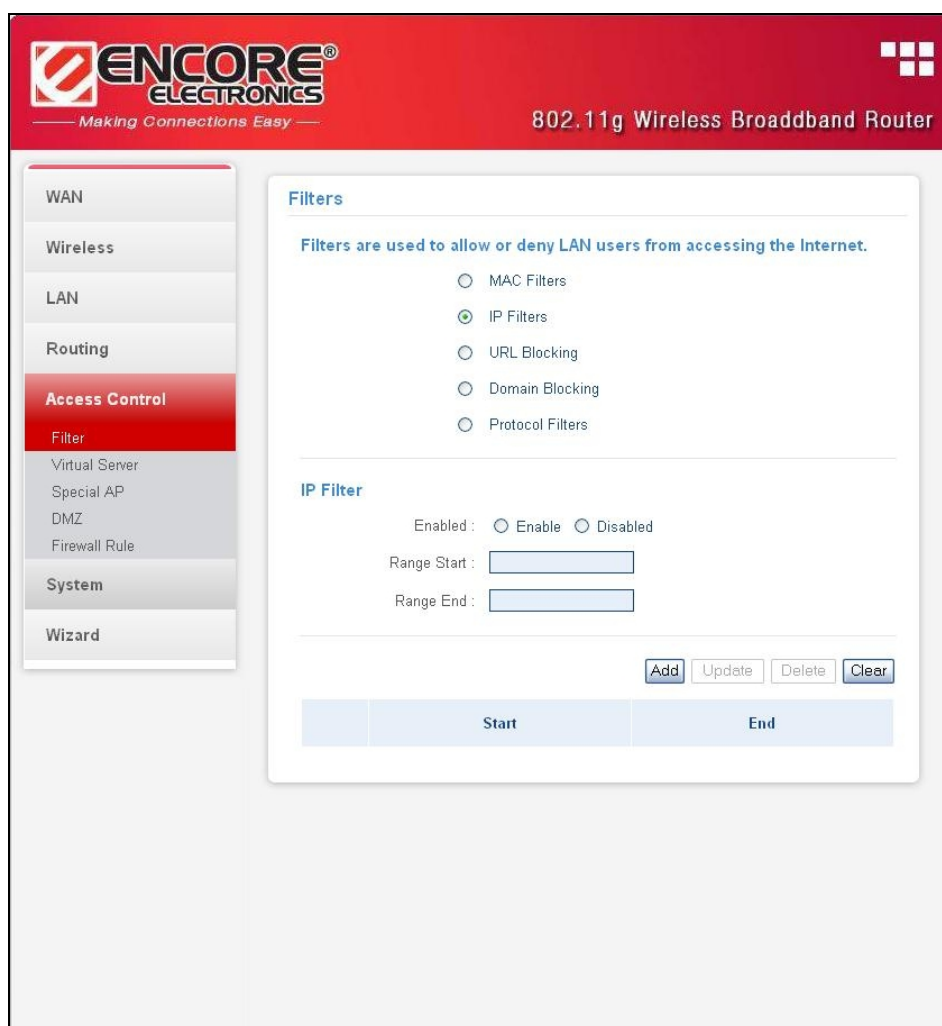 ENCORE®
ELECTRONICS
Making Connections Easy
802.11g Wireless Broaddband Router
WAN
Wireless
LAN
Routing
Access Control
Filter
Virtual Server
Special AP
DMZ
Firewall Rule
System
Wizard
Filters
Filters are used to allow or deny LAN users from accessing the Internet.
MAC Filters
IP Filters
URL Blocking
Domain Blocking
Protocol Filters
IP Filter
Enabled : Enable Disabled
Range Start :
Range End :
Add Update Delete Clear
Start End